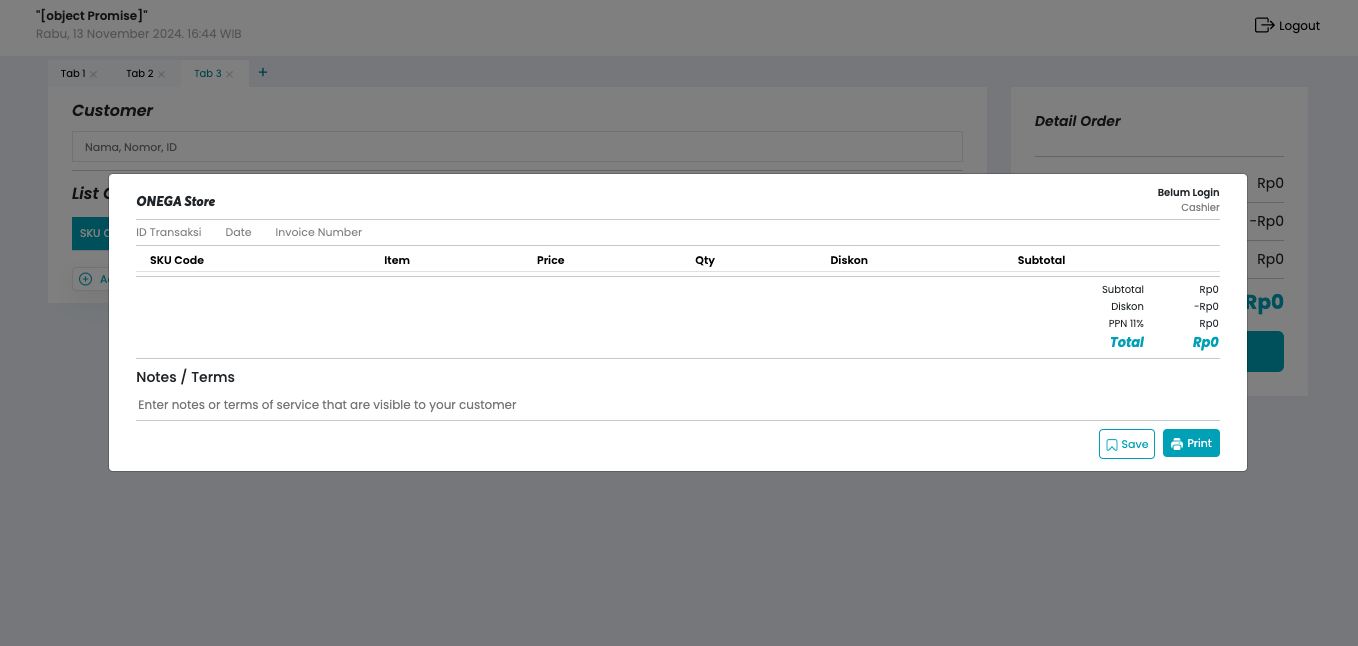 "[object Promise]"
Rabu, 13 November 2024. 16:44 WIB
Logout
Tab 1
Tab 2
Tab 3
+
Customer
Nama, Nomor, ID
List
SKU
Detail Order
Rp0
-Rp0
Rp0
Rp0
ONEGA Store
Belum Login
Cashier
ID Transaksi Date Invoice Number
SKU Code Item Price Qty Diskon Subtotal
Subtotal Rp0
Diskon -Rp0
PPN 11% Rp0
Total Rp0
Notes / Terms
Enter notes or terms of service that are visible to your customer
Save
Print